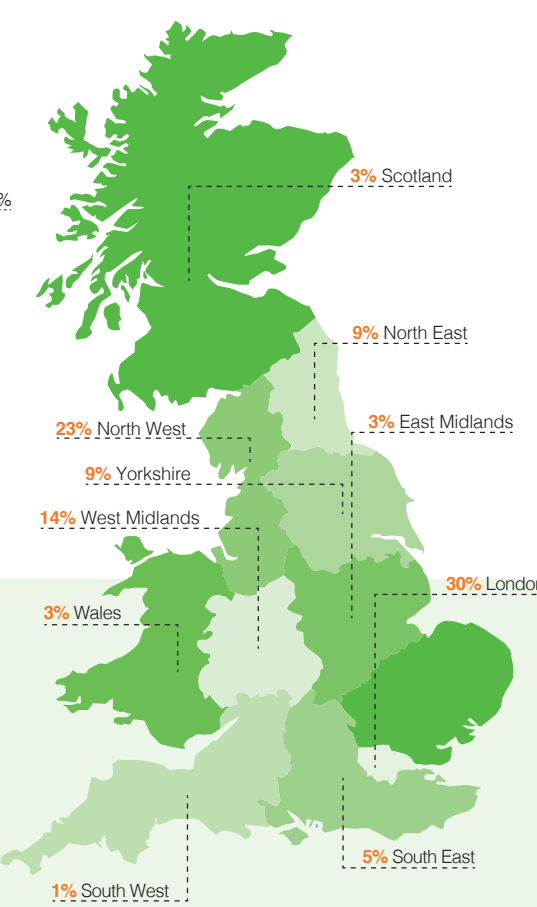 3% Scotland
%
9% North East
3% East Midlands
23% North West
9% Yorkshire
14% West Midlands
30%
3% Wales
5% South East
1% South West